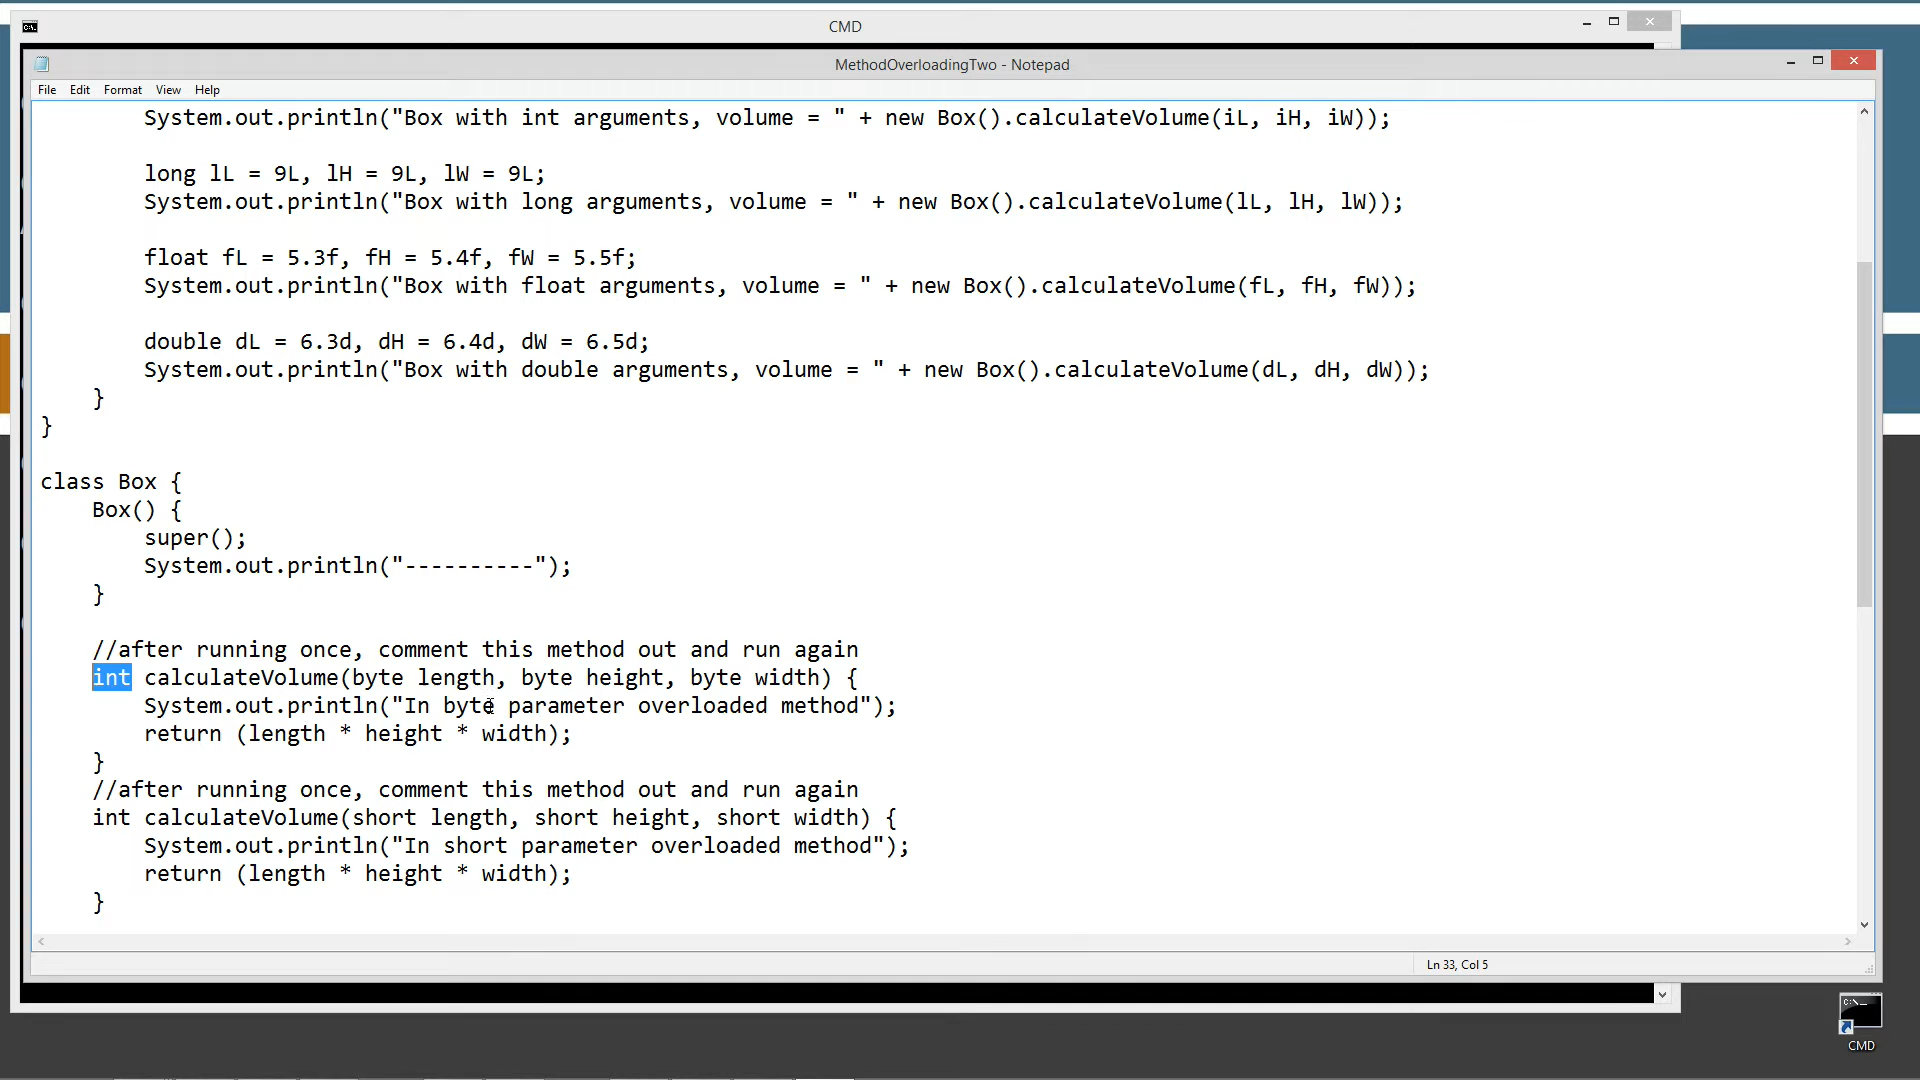 CMD
MethodOverloadingTwo - Notepad
File Edit Format View Help
System.out.println("Box with int arguments, volume = " + new Box().calculateVolume(iL, iH, iW));
long lL = 9L, lH = 9L, lW = 9L;
System.out.println("Box with long arguments, volume = " + new Box().calculateVolume(lL, lH, lW));
float fL = 5.3f, fH = 5.4f, fW = 5.5f;
System.out.println("Box with float arguments, volume = " + new Box().calculateVolume(fL, fH, fW));
double dL = 6.3d, dH = 6.4d, dW = 6.5d;
System.out.println("Box with double arguments, volume = " + new Box().calculateVolume(dL, dH, dW));
}
}
class Box {
Box() {
super();
System.out.println("----------");
}
//after running once, comment this method out and run again
int calculateVolume(byte length, byte height, byte width) {
System.out.println("In byte parameter overloaded method");
return (length * height * width);
}
//after running once, comment this method out and run again
int calculateVolume(short length, short height, short width) {
System.out.println("In short parameter overloaded method");
return (length * height * width);
}
Ln 33, Col 5
CMD